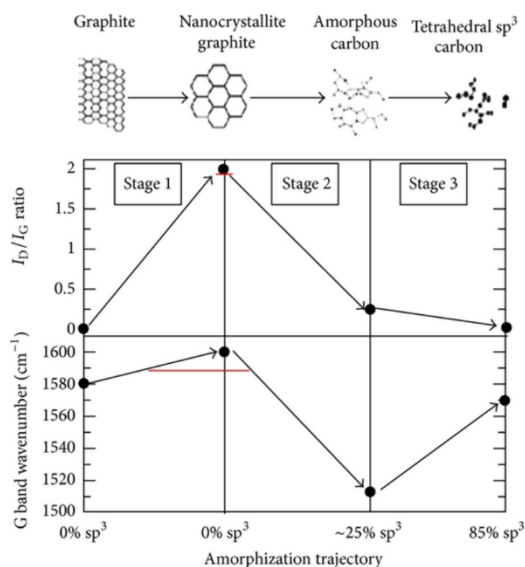 Graphite
Nanocrystallite
graphite
Amorphous
carbon
Tetrahedral sp³
carbon
Stage 1
Stage 2
Stage 3
I_D/I_G ratio
2
1.5
1
0.5
0
G band wavenumber (cm⁻¹)
1600
1580
1560
1540
1520
1500
0% sp³
0% sp³
~25% sp³
85% sp³
Amorphization trajectory